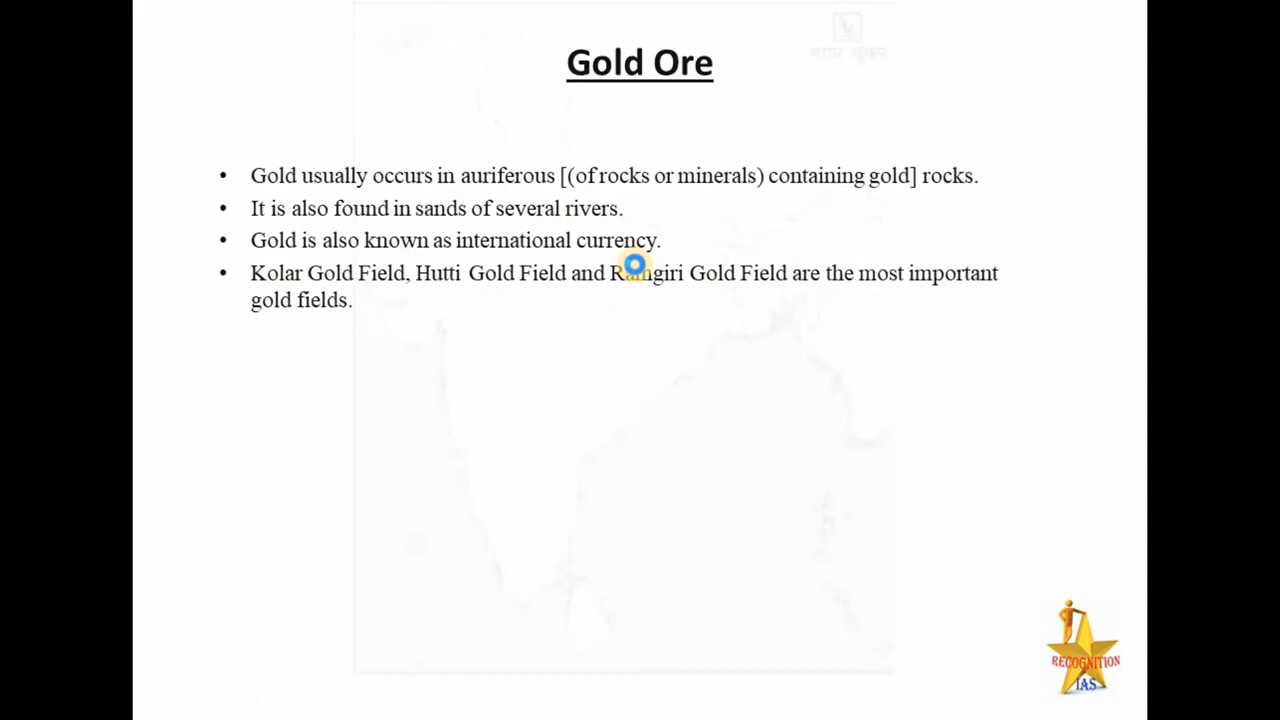 Gold Ore
• Gold usually occurs in auriferous [(of rocks or minerals) containing gold] rocks.
• It is also found in sands of several rivers.
• Gold is also known as international currency.
• Kolar Gold Field, Hutti Gold Field and Ramgiri Gold Field are the most important
gold fields.
RECOGNITION
IAS